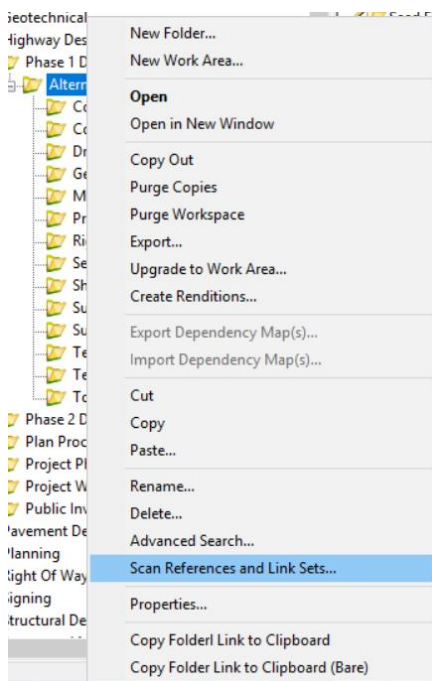 Geotechnical
Highway Des
Phase 1 D
Altern
Co
Co
Dr
Ge
M
Pr
Ri
Se
Sh
Su
Su
Te
Te
To
Phase 2 D
Plan Proc
Project Pl
Project W
Public Inv
Pavement De
Planning
Right Of Way
Signing
Structural De
New Folder...
New Work Area...
Open
Open in New Window
Copy Out
Purge Copies
Purge Workspace
Export...
Upgrade to Work Area...
Create Renditions...
Export Dependency Map(s)...
Import Dependency Map(s)...
Cut
Copy
Paste...
Rename...
Delete...
Advanced Search...
Scan References and Link Sets...
Properties...
Copy Folderl Link to Clipboard
Copy Folder Link to Clipboard (Bare)